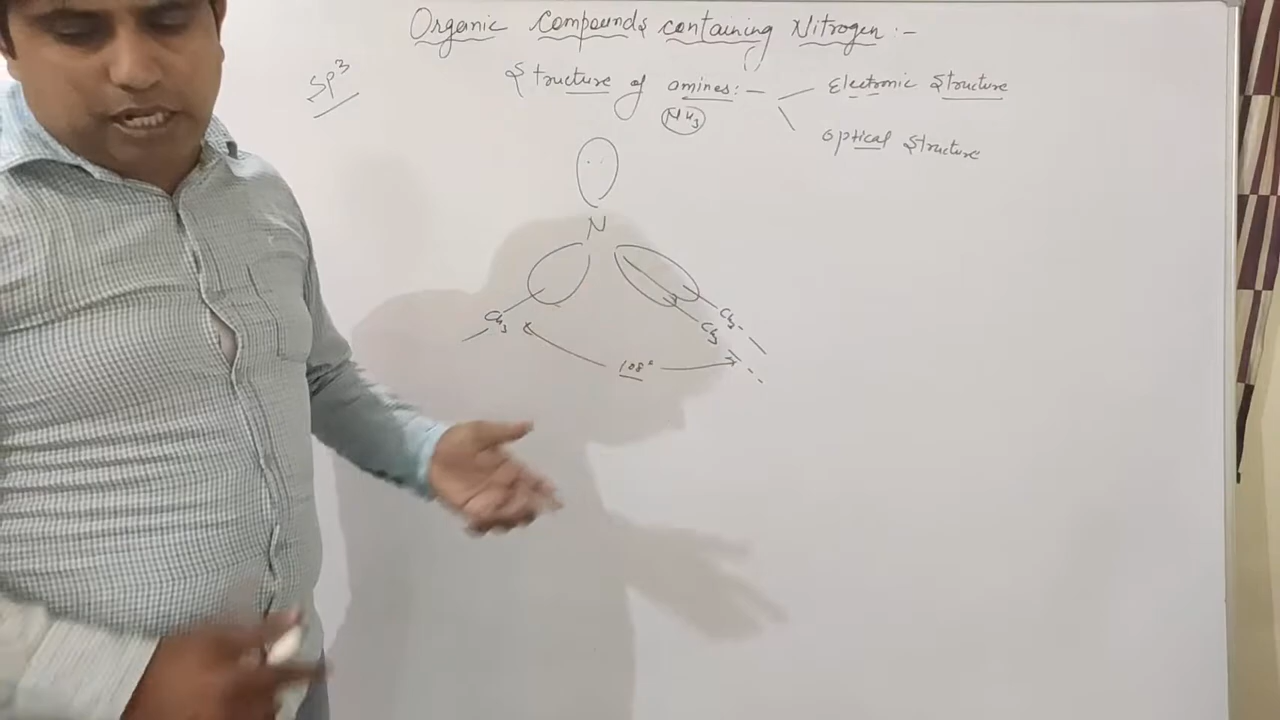 Organic Compounds containing Nitrogen :-
SP³
Structure of amines: -
NH₃
Electronic Structure
optical Structure
N
CH₃
CH₃
CH₃
108°